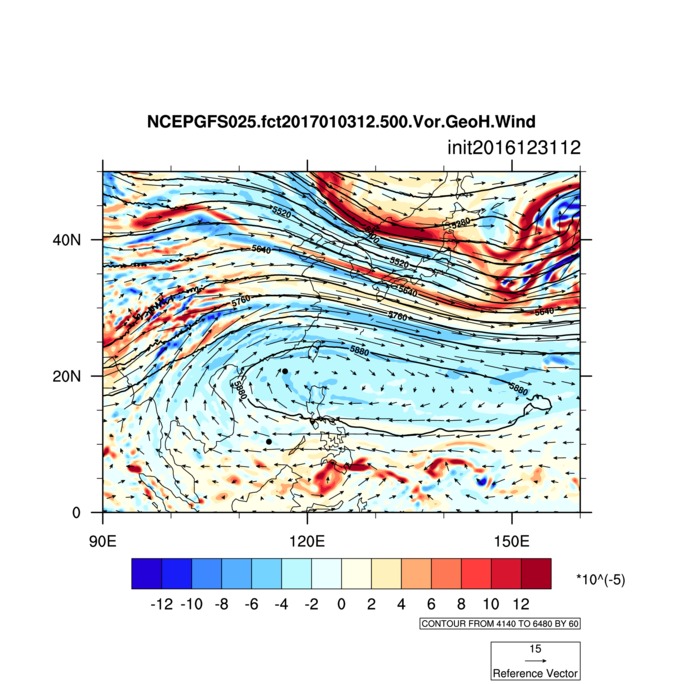 NCEPGFS025.fct2017010312.500.Vor.GeoH.Wind
init2016123112
5520
5280
5640
5520
5640
5760
5760
5640
5880
5880
5880
40N
20N
0
90E 120E 150E
-12 -10 -8 -6 -4 -2 0 2 4 6 8 10 12
*10^(-5)
CONTOUR FROM 4140 TO 6480 BY 60
15
Reference Vector